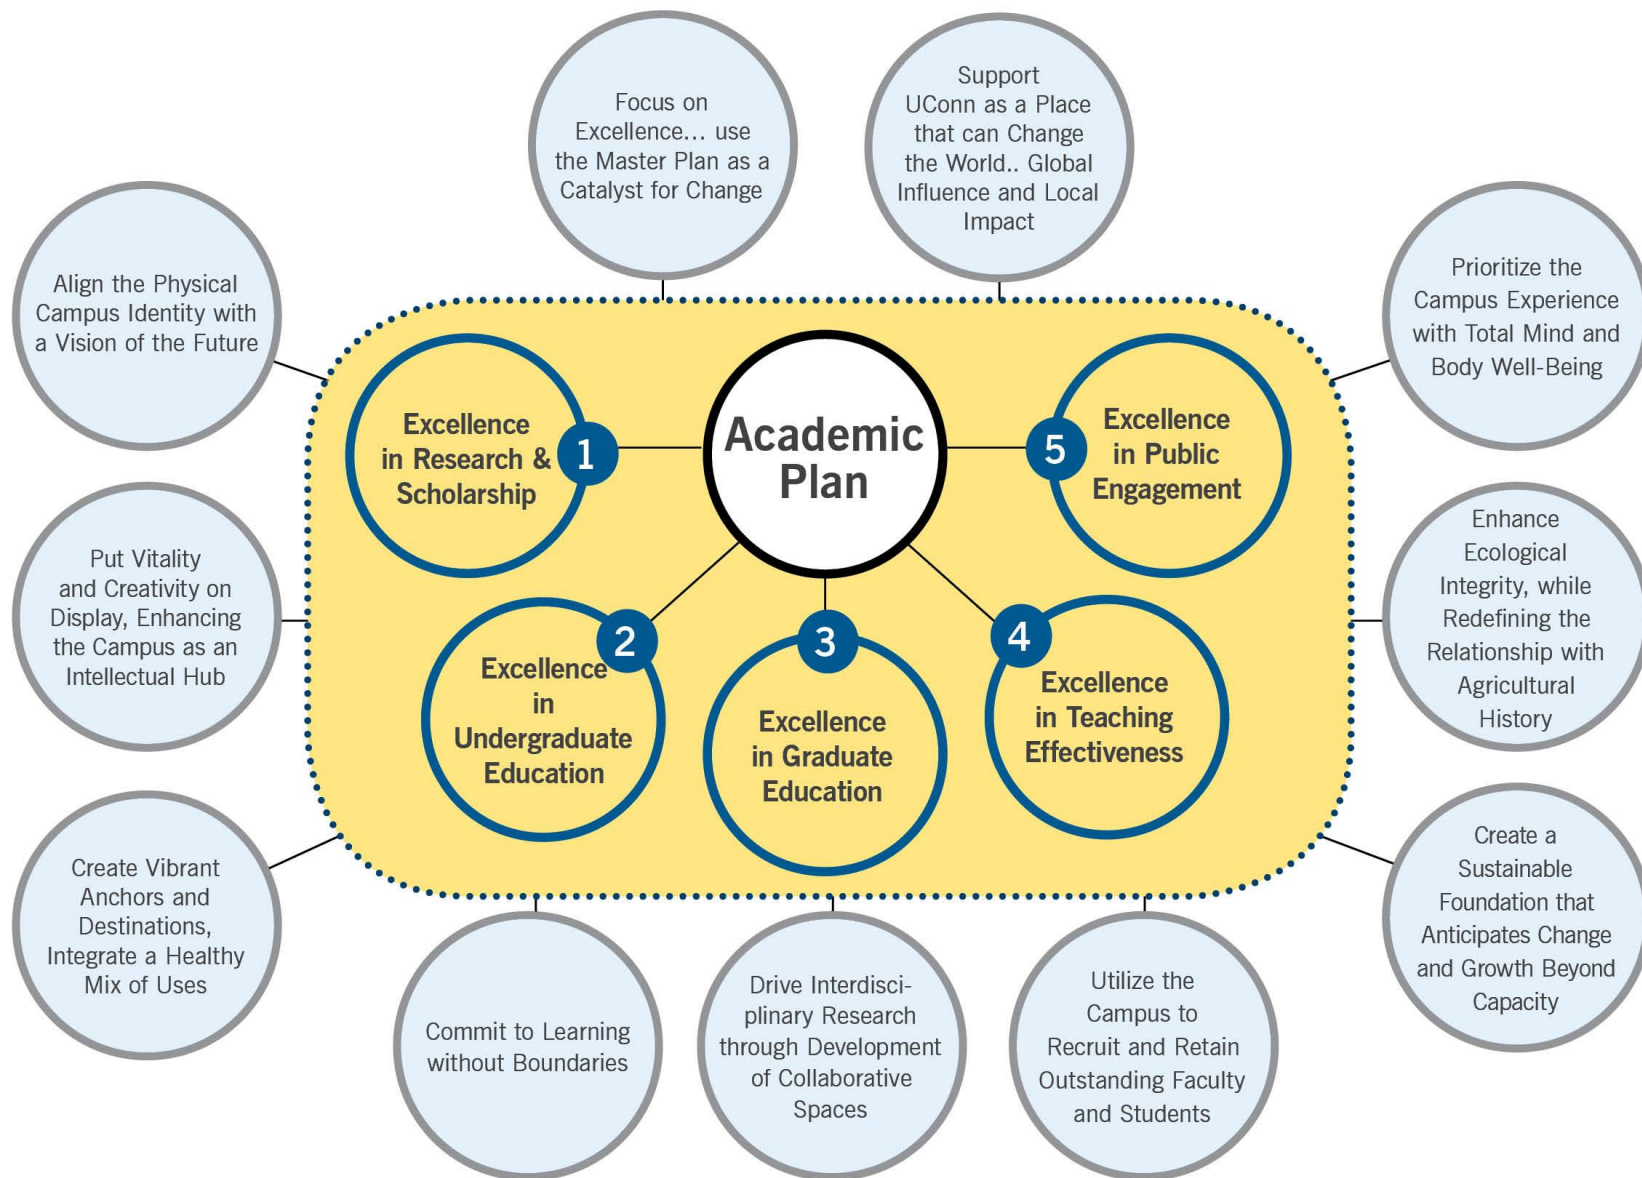 Focus on
Excellence... use
the Master Plan as a
Catalyst for Change
Support
UConn as a Place
that can Change
the World.. Global
Influence and Local
Impact
Align the Physical
Campus Identity with
a Vision of the Future
Prioritize the
Campus Experience
with Total Mind and
Body Well-Being
Academic
Plan
Excellence
in Research &
Scholarship
1
5
Excellence
in Public
Engagement
Put Vitality
and Creativity on
Display, Enhancing
the Campus as an
Intellectual Hub
Enhance
Ecological
Integrity, while
Redefining the
Relationship with
Agricultural
History
2
Excellence
in
Undergraduate
Education
3
Excellence
in Graduate
Education
4
Excellence
in Teaching
Effectiveness
Create Vibrant
Anchors and
Destinations,
Integrate a Healthy
Mix of Uses
Create a
Sustainable
Foundation that
Anticipates Change
and Growth Beyond
Capacity
Commit to Learning
without Boundaries
Drive Interdisci-
plinary Research
through Development
of Collaborative
Spaces
Utilize the
Campus to
Recruit and Retain
Outstanding Faculty
and Students